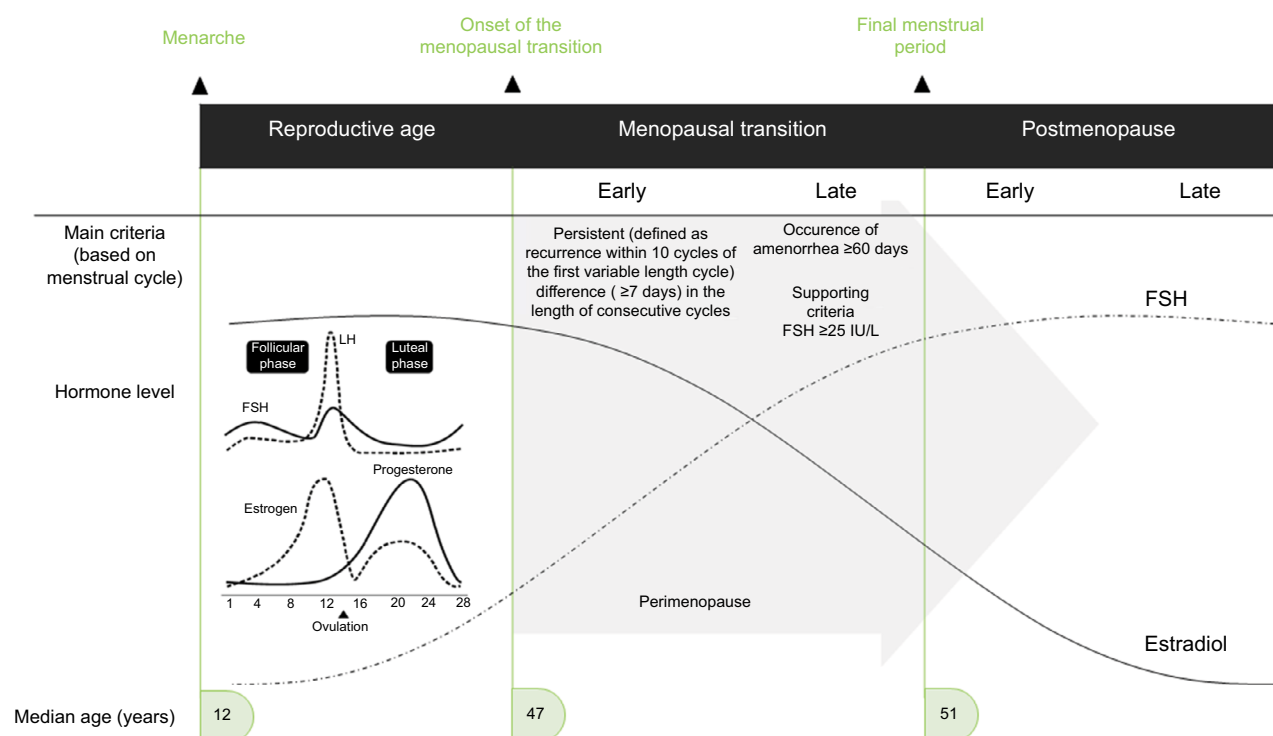 Menarche
Onset of the
menopausal transition
Final menstrual
period
Reproductive age
Menopausal transition
Postmenopause
Early
Late
Early
Late
Main criteria
(based on
menstrual cycle)
Persistent (defined as
recurrence within 10 cycles of
the first variable length cycle)
difference ( ≥7 days) in the
length of consecutive cycles
Occurence of
amenorrhea ≥60 days
Supporting
criteria
FSH ≥25 IU/L
FSH
Hormone level
Follicular
phase
LH
Luteal
phase
FSH
Progesterone
Estrogen
1 4 8 12 16 20 24 28
Ovulation
Perimenopause
Estradiol
Median age (years)
12
47
51